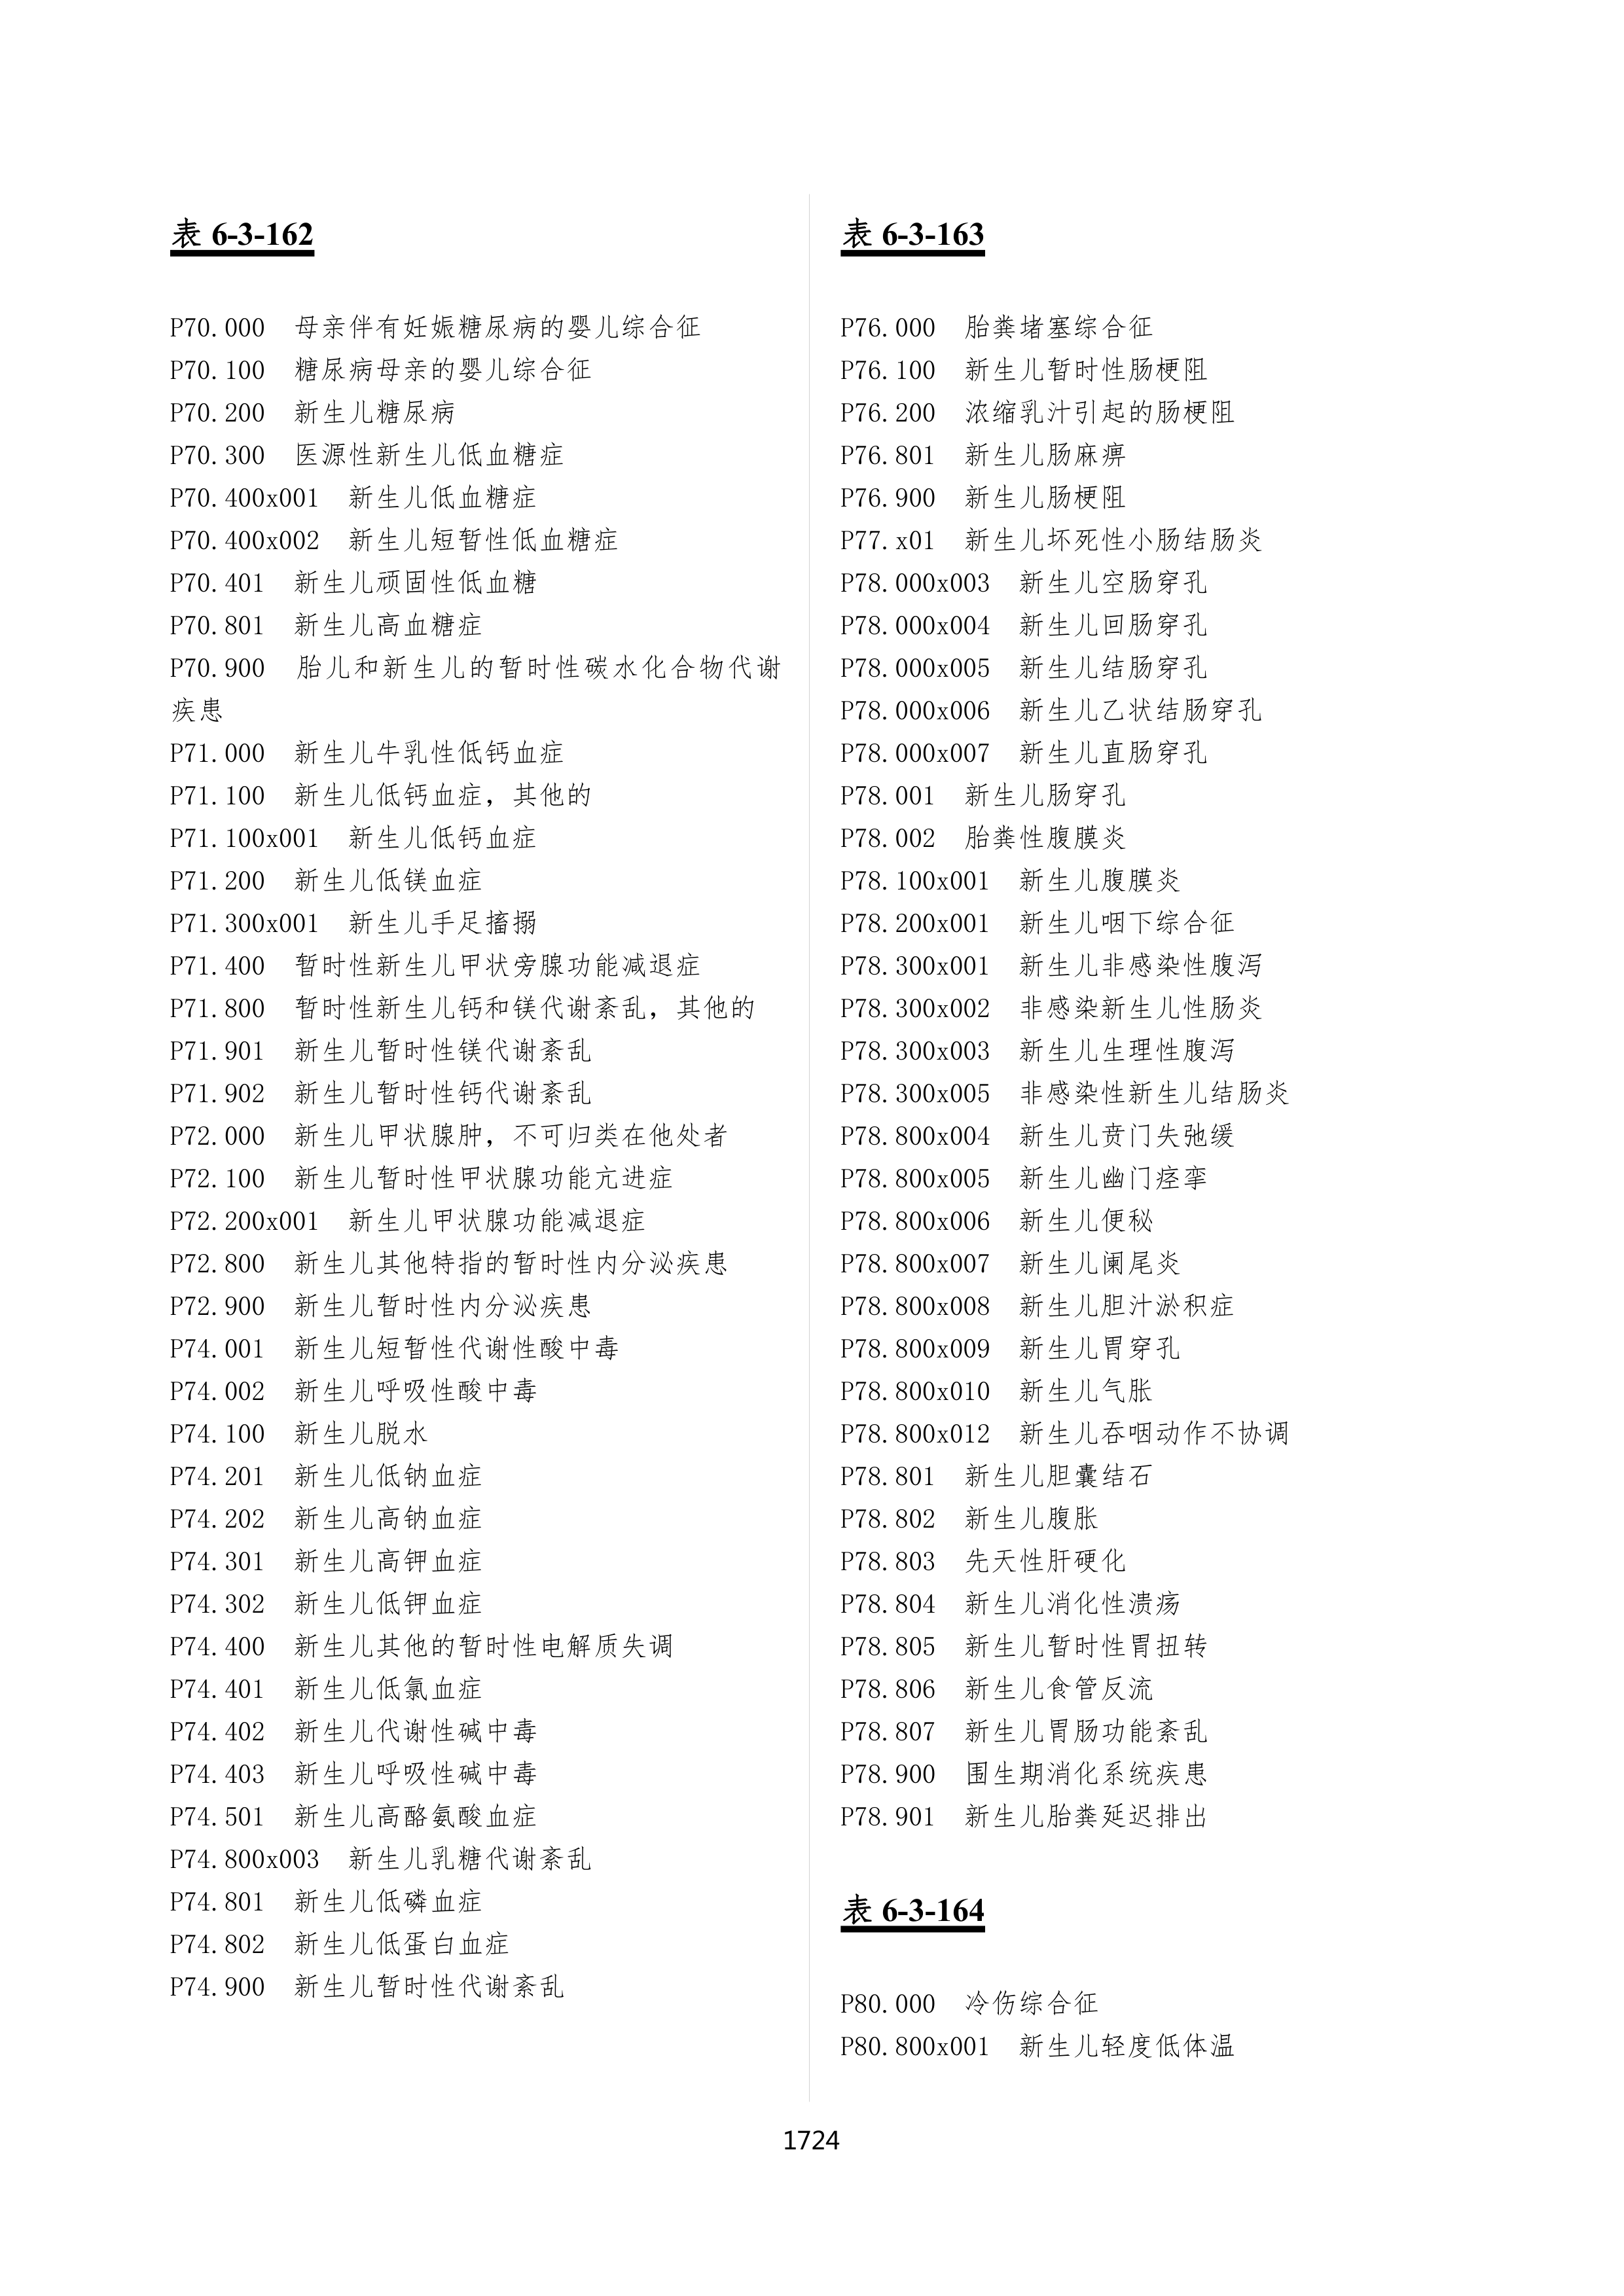 表 6-3-162
P70.000 母亲伴有妊娠糖尿病的婴儿综合征
P70.100 糖尿病母亲的婴儿综合征
P70.200 新生儿糖尿病
P70.300 医源性新生儿低血糖症
P70.400x001 新生儿低血糖症
P70.400x002 新生儿短暂性低血糖症
P70.401 新生儿顽固性低血糖
P70.801 新生儿高血糖症
P70.900 胎儿和新生儿的暂时性碳水化合物代谢
疾患
P71.000 新生儿牛乳性低钙血症
P71.100 新生儿低钙血症，其他的
P71.100x001 新生儿低钙血症
P71.200 新生儿低镁血症
P71.300x001 新生儿手足搐搦
P71.400 暂时性新生儿甲状旁腺功能减退症
P71.800 暂时性新生儿钙和镁代谢紊乱，其他的
P71.901 新生儿暂时性镁代谢紊乱
P71.902 新生儿暂时性钙代谢紊乱
P72.000 新生儿甲状腺肿，不可归类在他处者
P72.100 新生儿暂时性甲状腺功能亢进症
P72.200x001 新生儿甲状腺功能减退症
P72.800 新生儿其他特指的暂时性内分泌疾患
P72.900 新生儿暂时性内分泌疾患
P74.001 新生儿短暂性代谢性酸中毒
P74.002 新生儿呼吸性酸中毒
P74.100 新生儿脱水
P74.201 新生儿低钠血症
P74.202 新生儿高钠血症
P74.301 新生儿高钾血症
P74.302 新生儿低钾血症
P74.400 新生儿其他的暂时性电解质失调
P74.401 新生儿低氯血症
P74.402 新生儿代谢性碱中毒
P74.403 新生儿呼吸性碱中毒
P74.501 新生儿高酪氨酸血症
P74.800x003 新生儿乳糖代谢紊乱
P74.801 新生儿低磷血症
P74.802 新生儿低蛋白血症
P74.900 新生儿暂时性代谢紊乱
表 6-3-163
P76.000 胎粪堵塞综合征
P76.100 新生儿暂时性肠梗阻
P76.200 浓缩乳汁引起的肠梗阻
P76.801 新生儿肠麻痹
P76.900 新生儿肠梗阻
P77.x01 新生儿坏死性小肠结肠炎
P78.000x003 新生儿空肠穿孔
P78.000x004 新生儿回肠穿孔
P78.000x005 新生儿结肠穿孔
P78.000x006 新生儿乙状结肠穿孔
P78.000x007 新生儿直肠穿孔
P78.001 新生儿肠穿孔
P78.002 胎粪性腹膜炎
P78.100x001 新生儿腹膜炎
P78.200x001 新生儿咽下综合征
P78.300x001 新生儿非感染性腹泻
P78.300x002 非感染新生儿性肠炎
P78.300x003 新生儿生理性腹泻
P78.300x005 非感染性新生儿结肠炎
P78.800x004 新生儿贲门失弛缓
P78.800x005 新生儿幽门痉挛
P78.800x006 新生儿便秘
P78.800x007 新生儿阑尾炎
P78.800x008 新生儿胆汁淤积症
P78.800x009 新生儿胃穿孔
P78.800x010 新生儿气胀
P78.800x012 新生儿吞咽动作不协调
P78.801 新生儿胆囊结石
P78.802 新生儿腹胀
P78.803 先天性肝硬化
P78.804 新生儿消化性溃疡
P78.805 新生儿暂时性胃扭转
P78.806 新生儿食管反流
P78.807 新生儿胃肠功能紊乱
P78.900 围生期消化系统疾患
P78.901 新生儿胎粪延迟排出
表 6-3-164
P80.000 冷伤综合征
P80.800x001 新生儿轻度低体温
1724